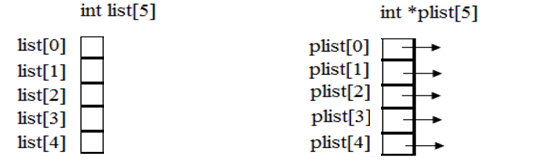 int list[5]
list[0]
list[1]
list[2]
list[3]
list[4]
int *plist[5]
plist[0]
plist[1]
plist[2]
plist[3]
plist[4]